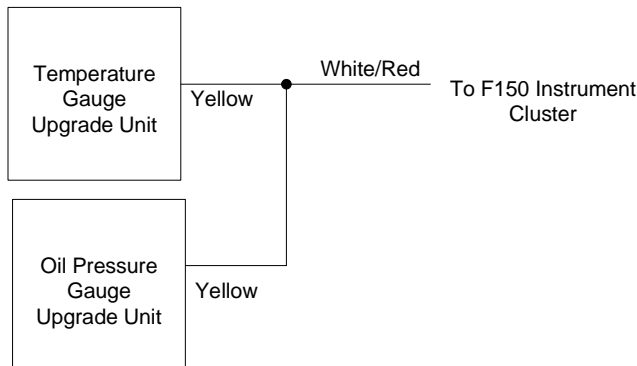 Temperature
Gauge
Upgrade Unit
Yellow
White/Red
To F150 Instrument
Cluster
Oil Pressure
Gauge
Upgrade Unit
Yellow